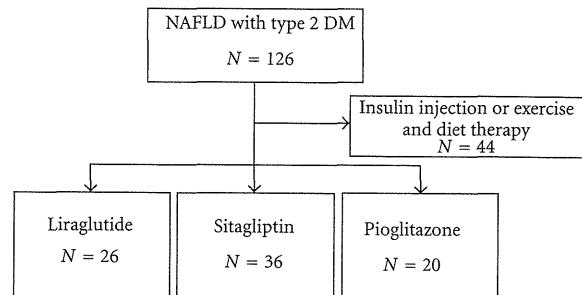 NAFLD with type 2 DM
N = 126
Insulin injection or exercise
and diet therapy
N = 44
Liraglutide
N = 26
Sitagliptin
N = 36
Pioglitazone
N = 20